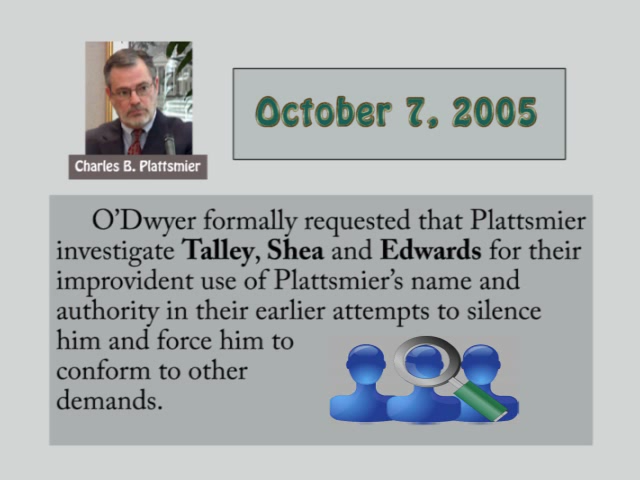 Charles B. Plattsmier
October 7, 2005
O'Dwyer formally requested that Plattsmier
investigate Talley, Shea and Edwards for their
improvident use of Plattsmier's name and
authority in their earlier attempts to silence
him and force him to
conform to other
demands.